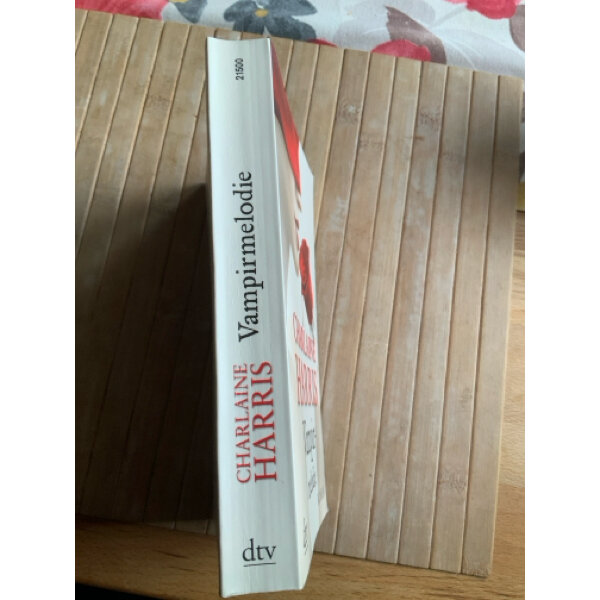 21500
Vampirmelodie
CHARLAINE
HARRIS
dtv
CHARLAINE
HARRIS